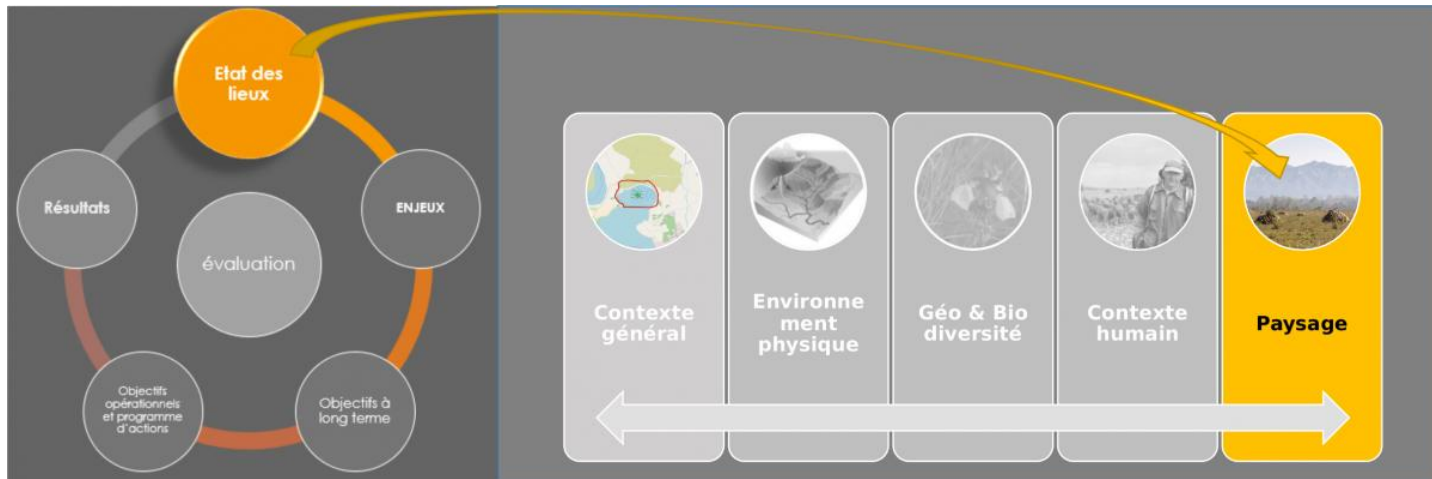 Etat des
lieux
Résultats
ENJEUX
évaluation
Objectifs
opérationnels
et programme
d'actions
Objectifs à
long terme
Contexte
général
Environne
ment
physique
Géo & Bio
diversité
Contexte
humain
Paysage